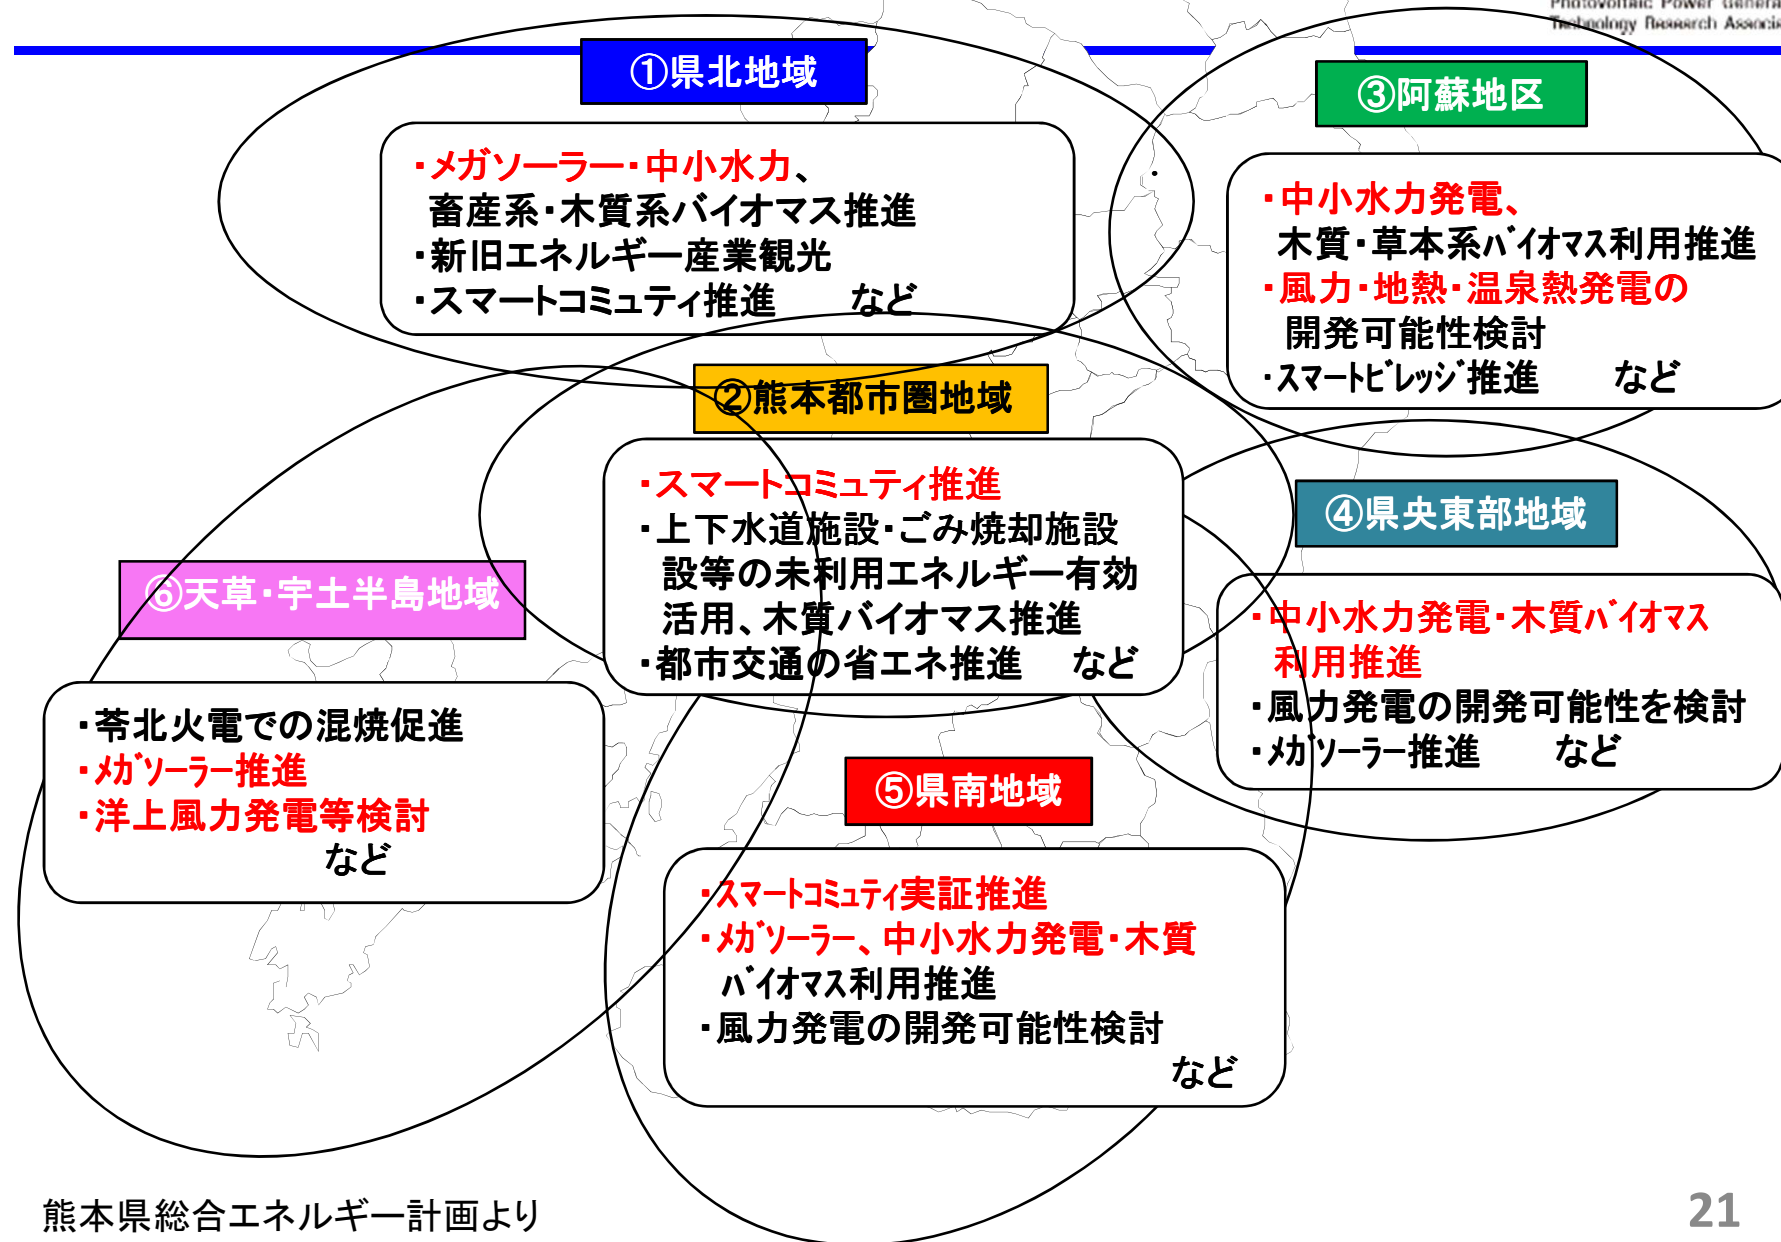 Photovoltaic Power Genera
Technology Research Associa
①県北地域
・メガソーラー・中小水力、
畜産系・木質系バイオマス推進
・新旧エネルギー産業観光
・スマートコミュティ推進　　など
③阿蘇地区
・中小水力発電、
木質・草本系バイオマス利用推進
・風力・地熱・温泉熱発電の
開発可能性検討
・スマートビレッジ推進　　など
②熊本都市圏地域
・スマートコミュティ推進
・上下水道施設・ごみ焼却施設
設等の未利用エネルギー有効
活用、木質バイオマス推進
・都市交通の省エネ推進　など
④県央東部地域
・中小水力発電・木質バイオマス
利用推進
・風力発電の開発可能性を検討
・メガソーラー推進　　など
⑥天草・宇土半島地域
・苓北火電での混焼促進
・メガソーラー推進
・洋上風力発電等検討
など
⑤県南地域
・スマートコミュティ実証推進
・メガソーラー、中小水力発電・木質
バイオマス利用推進
・風力発電の開発可能性検討
など
熊本県総合エネルギー計画より
21